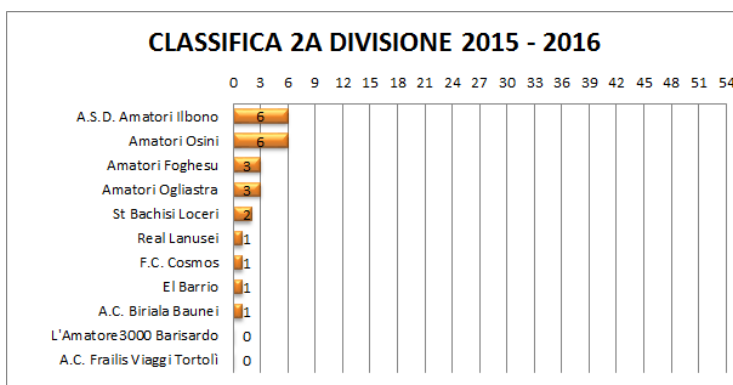 CLASSIFICA 2A DIVISIONE 2015 - 2016
0 3 6 9 12 15 18 21 24 27 30 33 36 39 42 45 48 51 54
A.S.D. Amatori Ilbono 6
Amatori Osini 6
Amatori Foghesu 3
Amatori Ogliastra 3
St Bachisi Loceri 2
Real Lanusei 1
F.C. Cosmos 1
El Barrio 1
A.C. Biriala Baunei 1
L'Amatore3000 Barisardo 0
A.C. Frailis Viaggi Tortolì 0